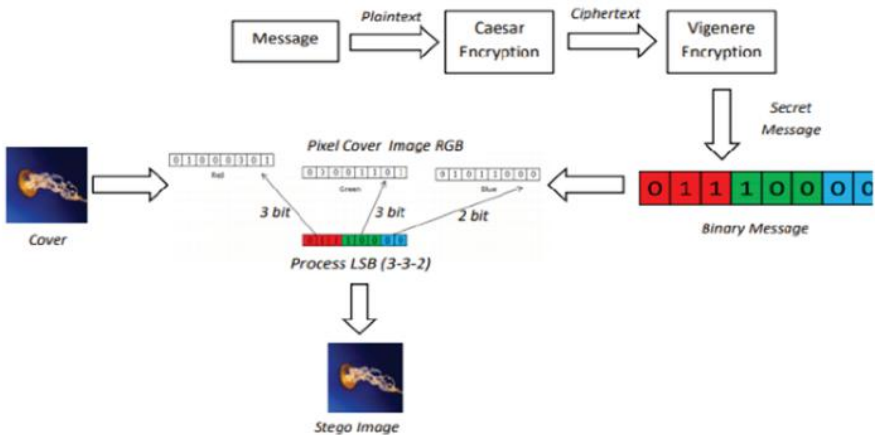 Plaintext
Ciphertext
Message
Caesar
Encryption
Vigenere
Encryption
Secret
Message
Pixel Cover Image RGB
0 1 0 0 0 1 0 1
Red
Green
0 1 0 1 1 0 0 0
Blue
0 1 1 1 0 0 0 0
Binary Message
3 bit
3 bit
2 bit
0 1 1 1 0 0 0 0
Cover
Process LSB (3-3-2)
Stego Image